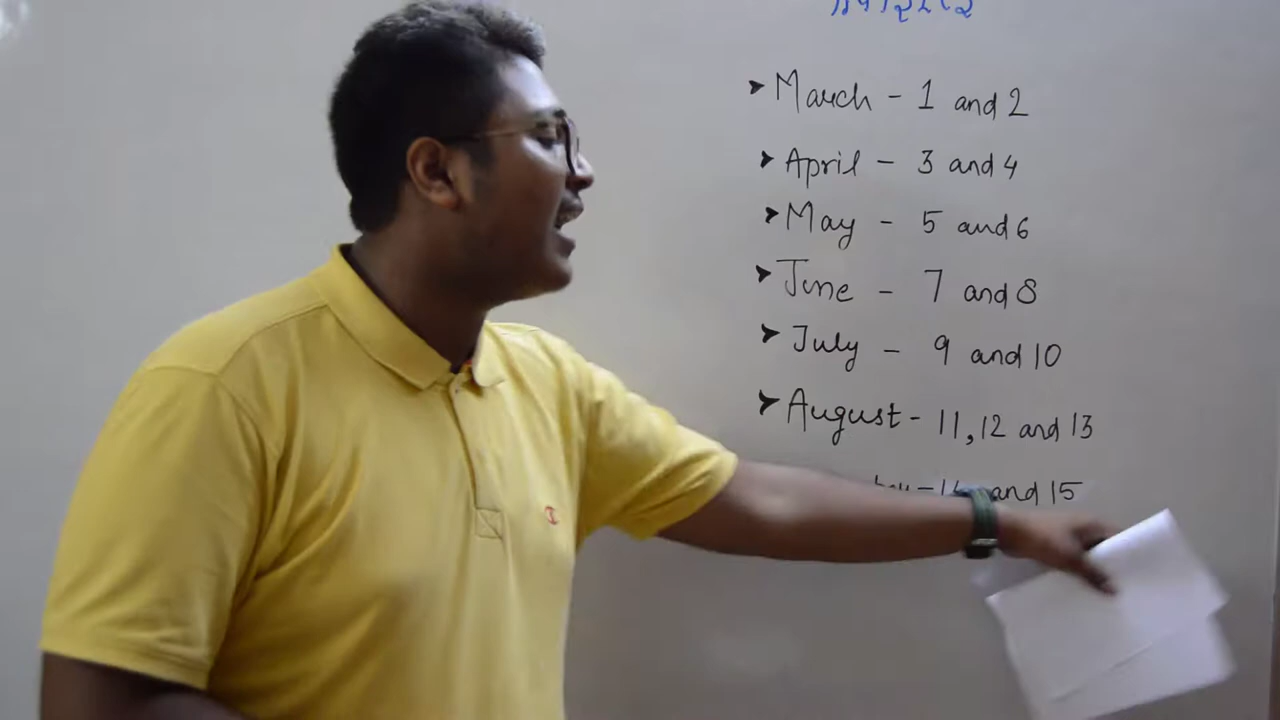 ➤ March - 1 and 2
➤ April - 3 and 4
➤ May - 5 and 6
➤ June - 7 and 8
➤ July - 9 and 10
➤ August - 11, 12 and 13
and 15